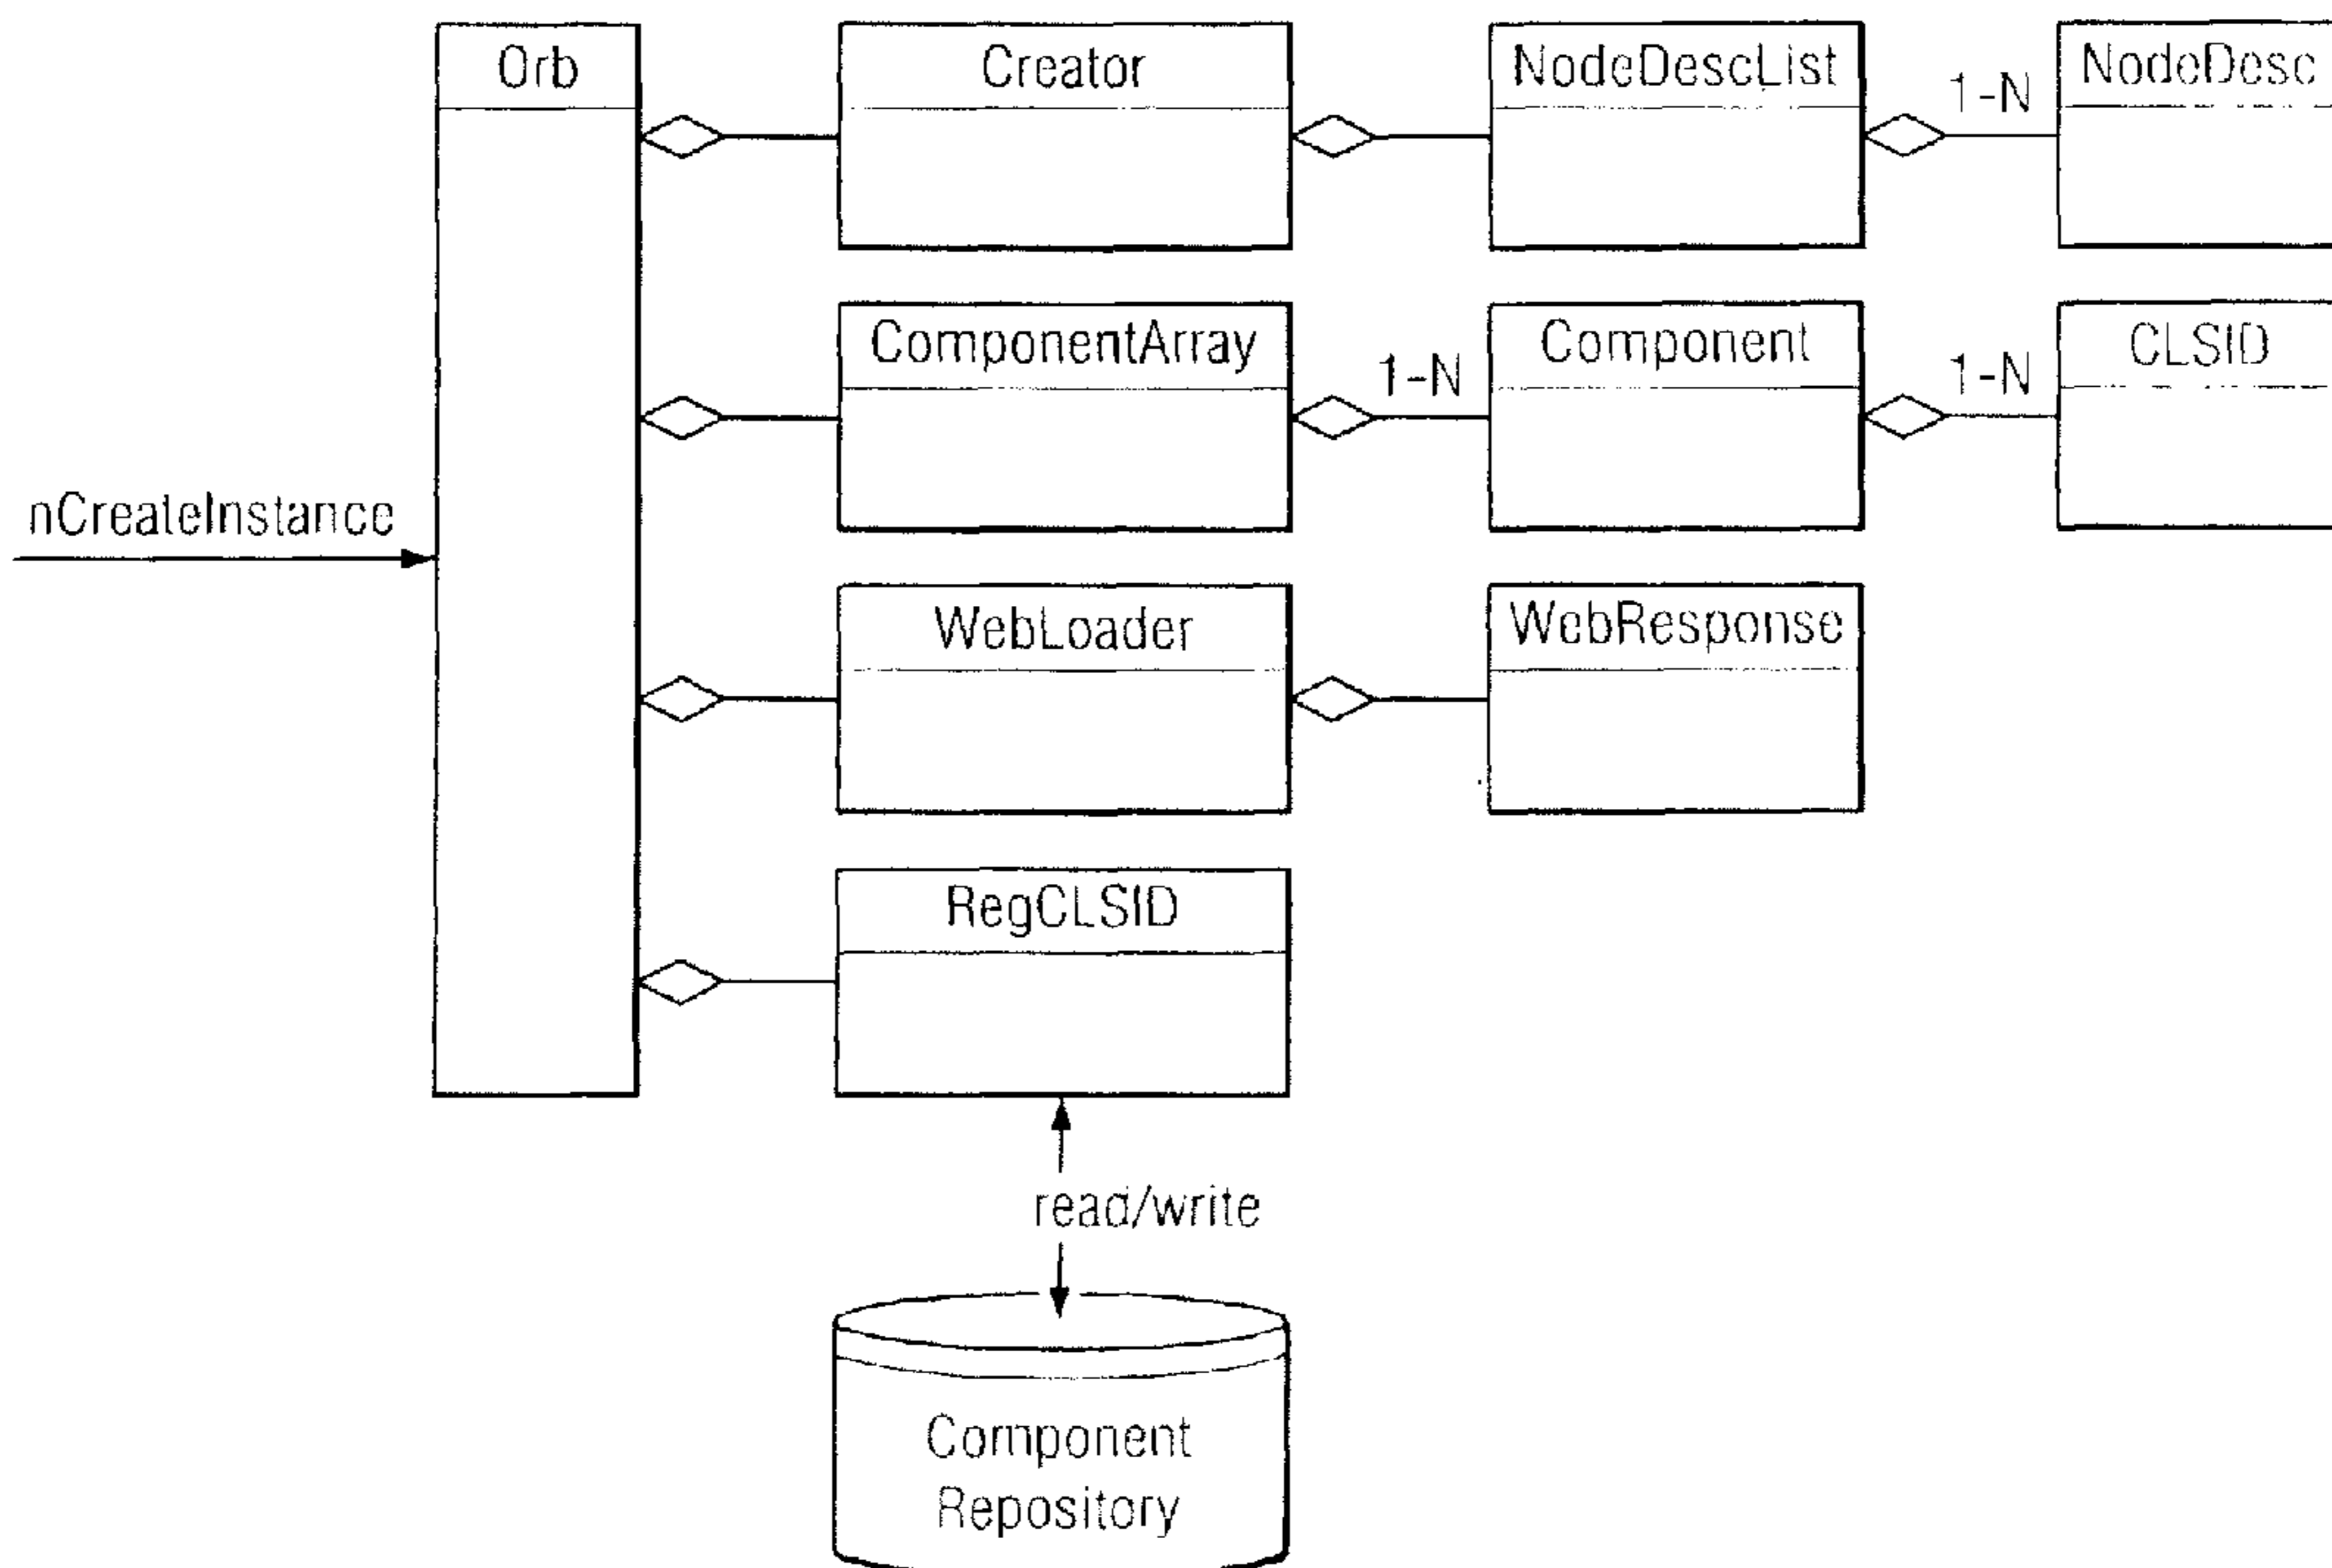 Orb
Creator
NodeDescList
1-N
NodeDesc
ComponentArray
1-N
Component
1-N
CLSID
nCreateInstance
WebLoader
WebResponse
RegCLSID
read/write
Component
Repository